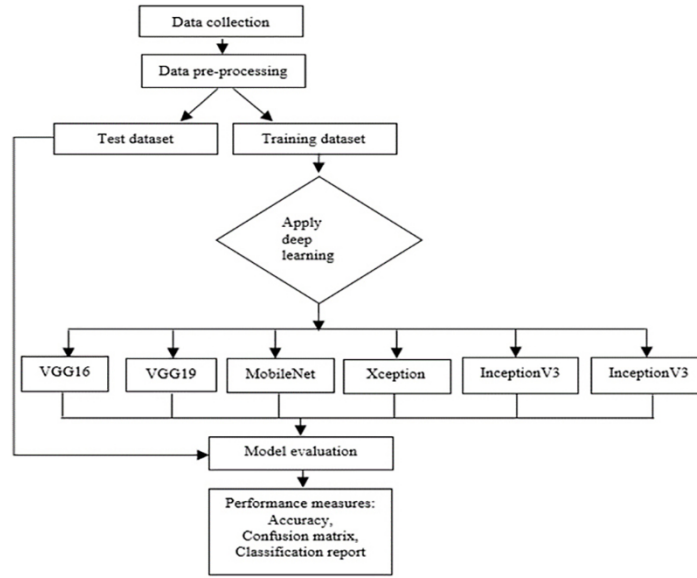 Data collection
Data pre-processing
Test dataset
Training dataset
Apply
deep
learning
VGG16
VGG19
MobileNet
Xception
InceptionV3
InceptionV3
Model evaluation
Performance measures:
Accuracy,
Confusion matrix,
Classification report